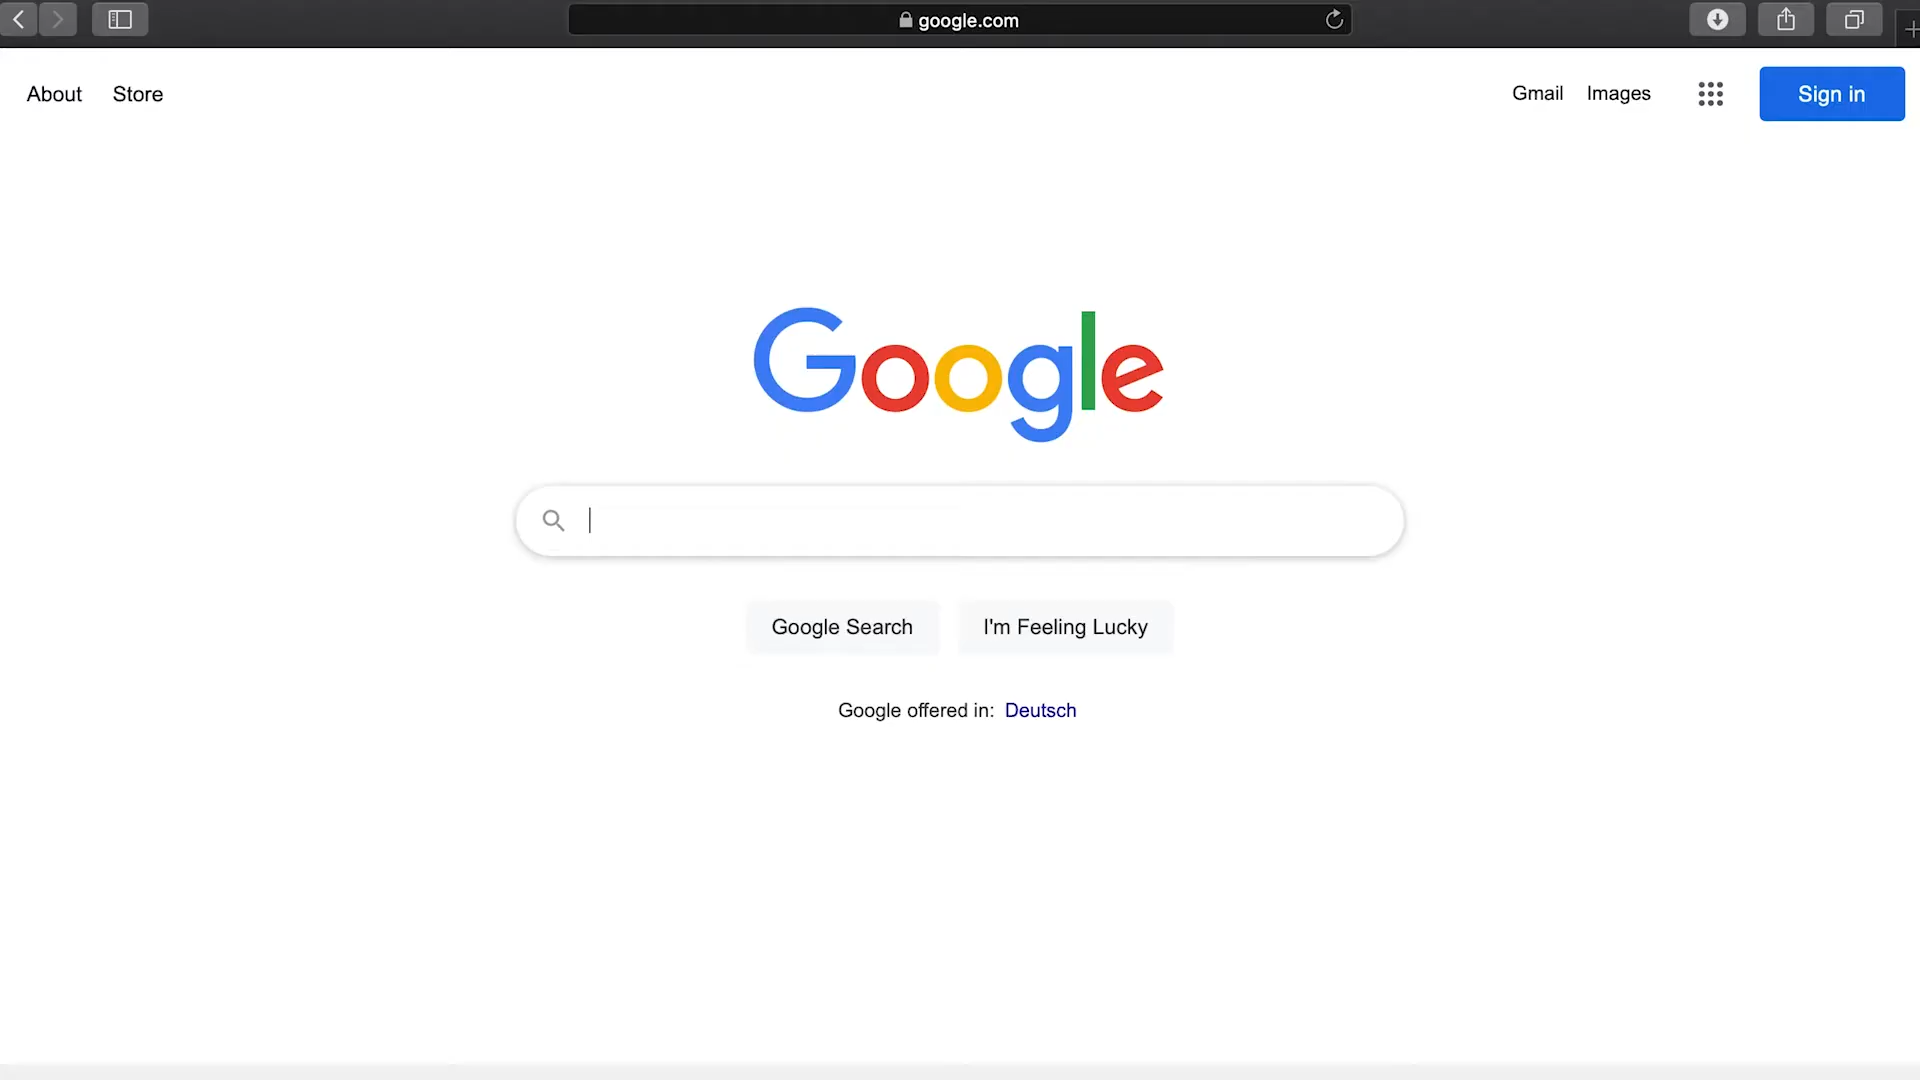 google.com
About Store Gmail Images Sign in
Google
Google Search I'm Feeling Lucky
Google offered in: Deutsch